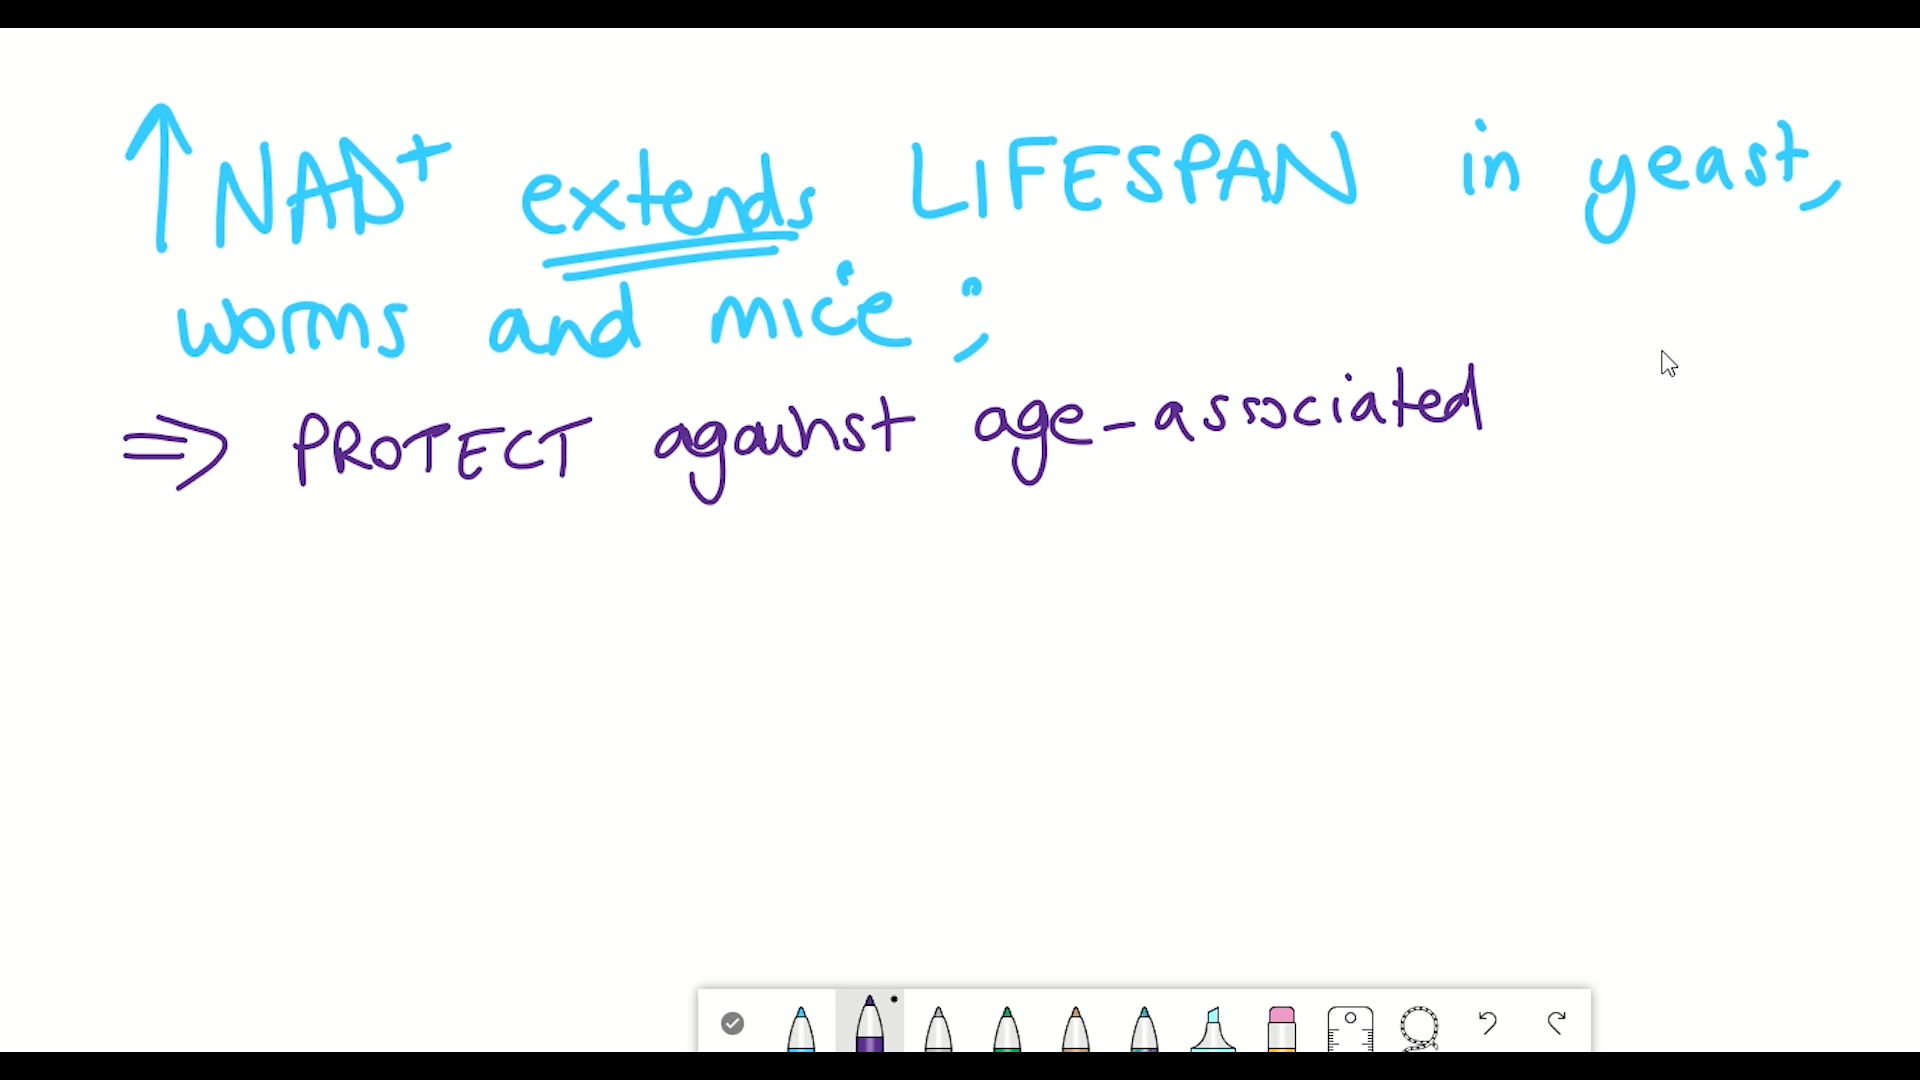 ↑ NAD+ extends LIFESPAN in yeast,
worms and mice;
⇒ PROTECT against age-associated